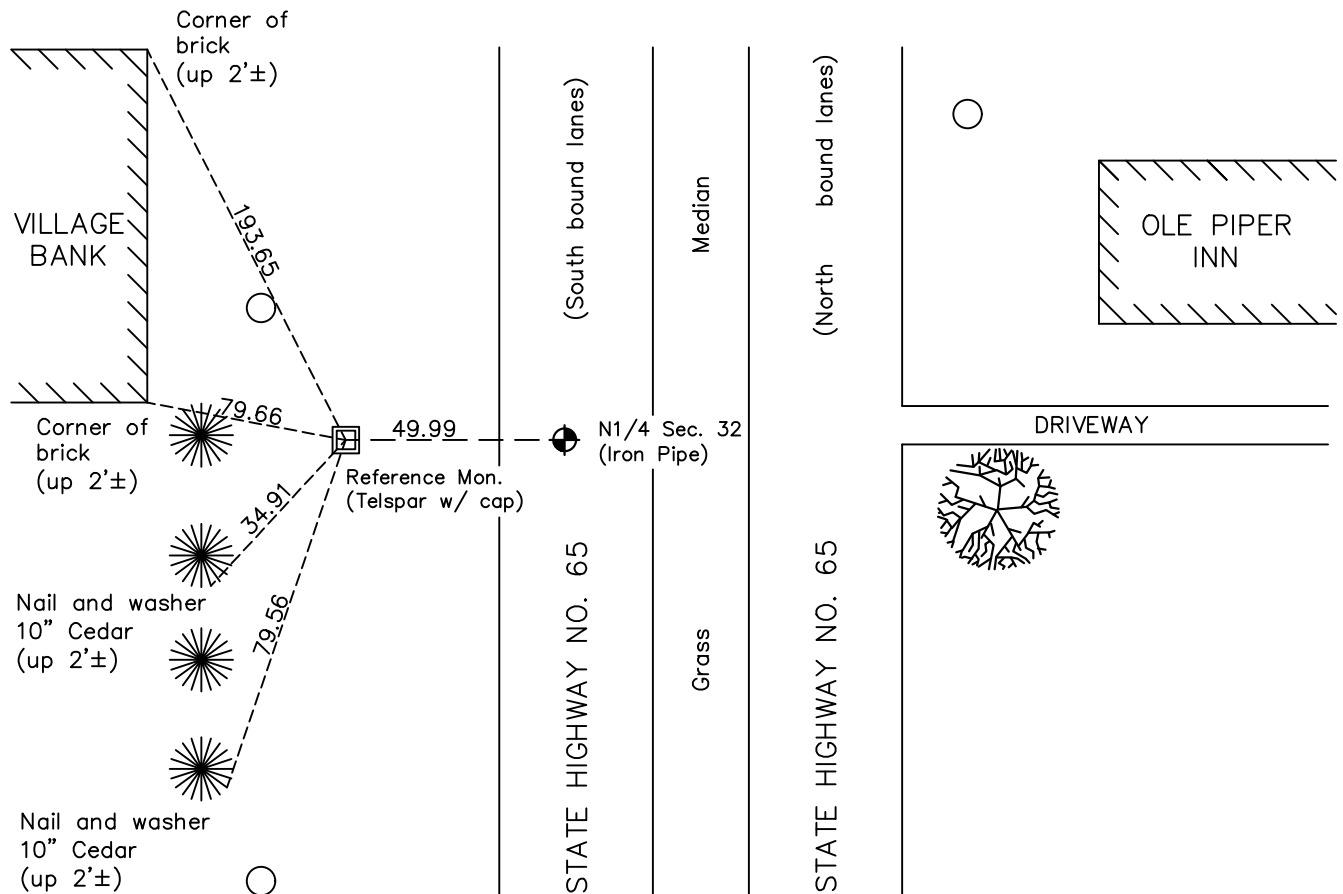 Corner of
brick
(up 2'±)
VILLAGE
BANK
193.65
(South bound lanes)
Median
(North bound lanes)
OLE PIPER
INN
79.66
Corner of
brick
(up 2'±)
49.99
N1/4 Sec. 32
(Iron Pipe)
DRIVEWAY
Reference Mon.
(Telspar w/ cap)
34.91
Nail and washer
10" Cedar
(up 2'±)
79.56
STATE HIGHWAY NO. 65
Grass
STATE HIGHWAY NO. 65
Nail and washer
10" Cedar
(up 2'±)